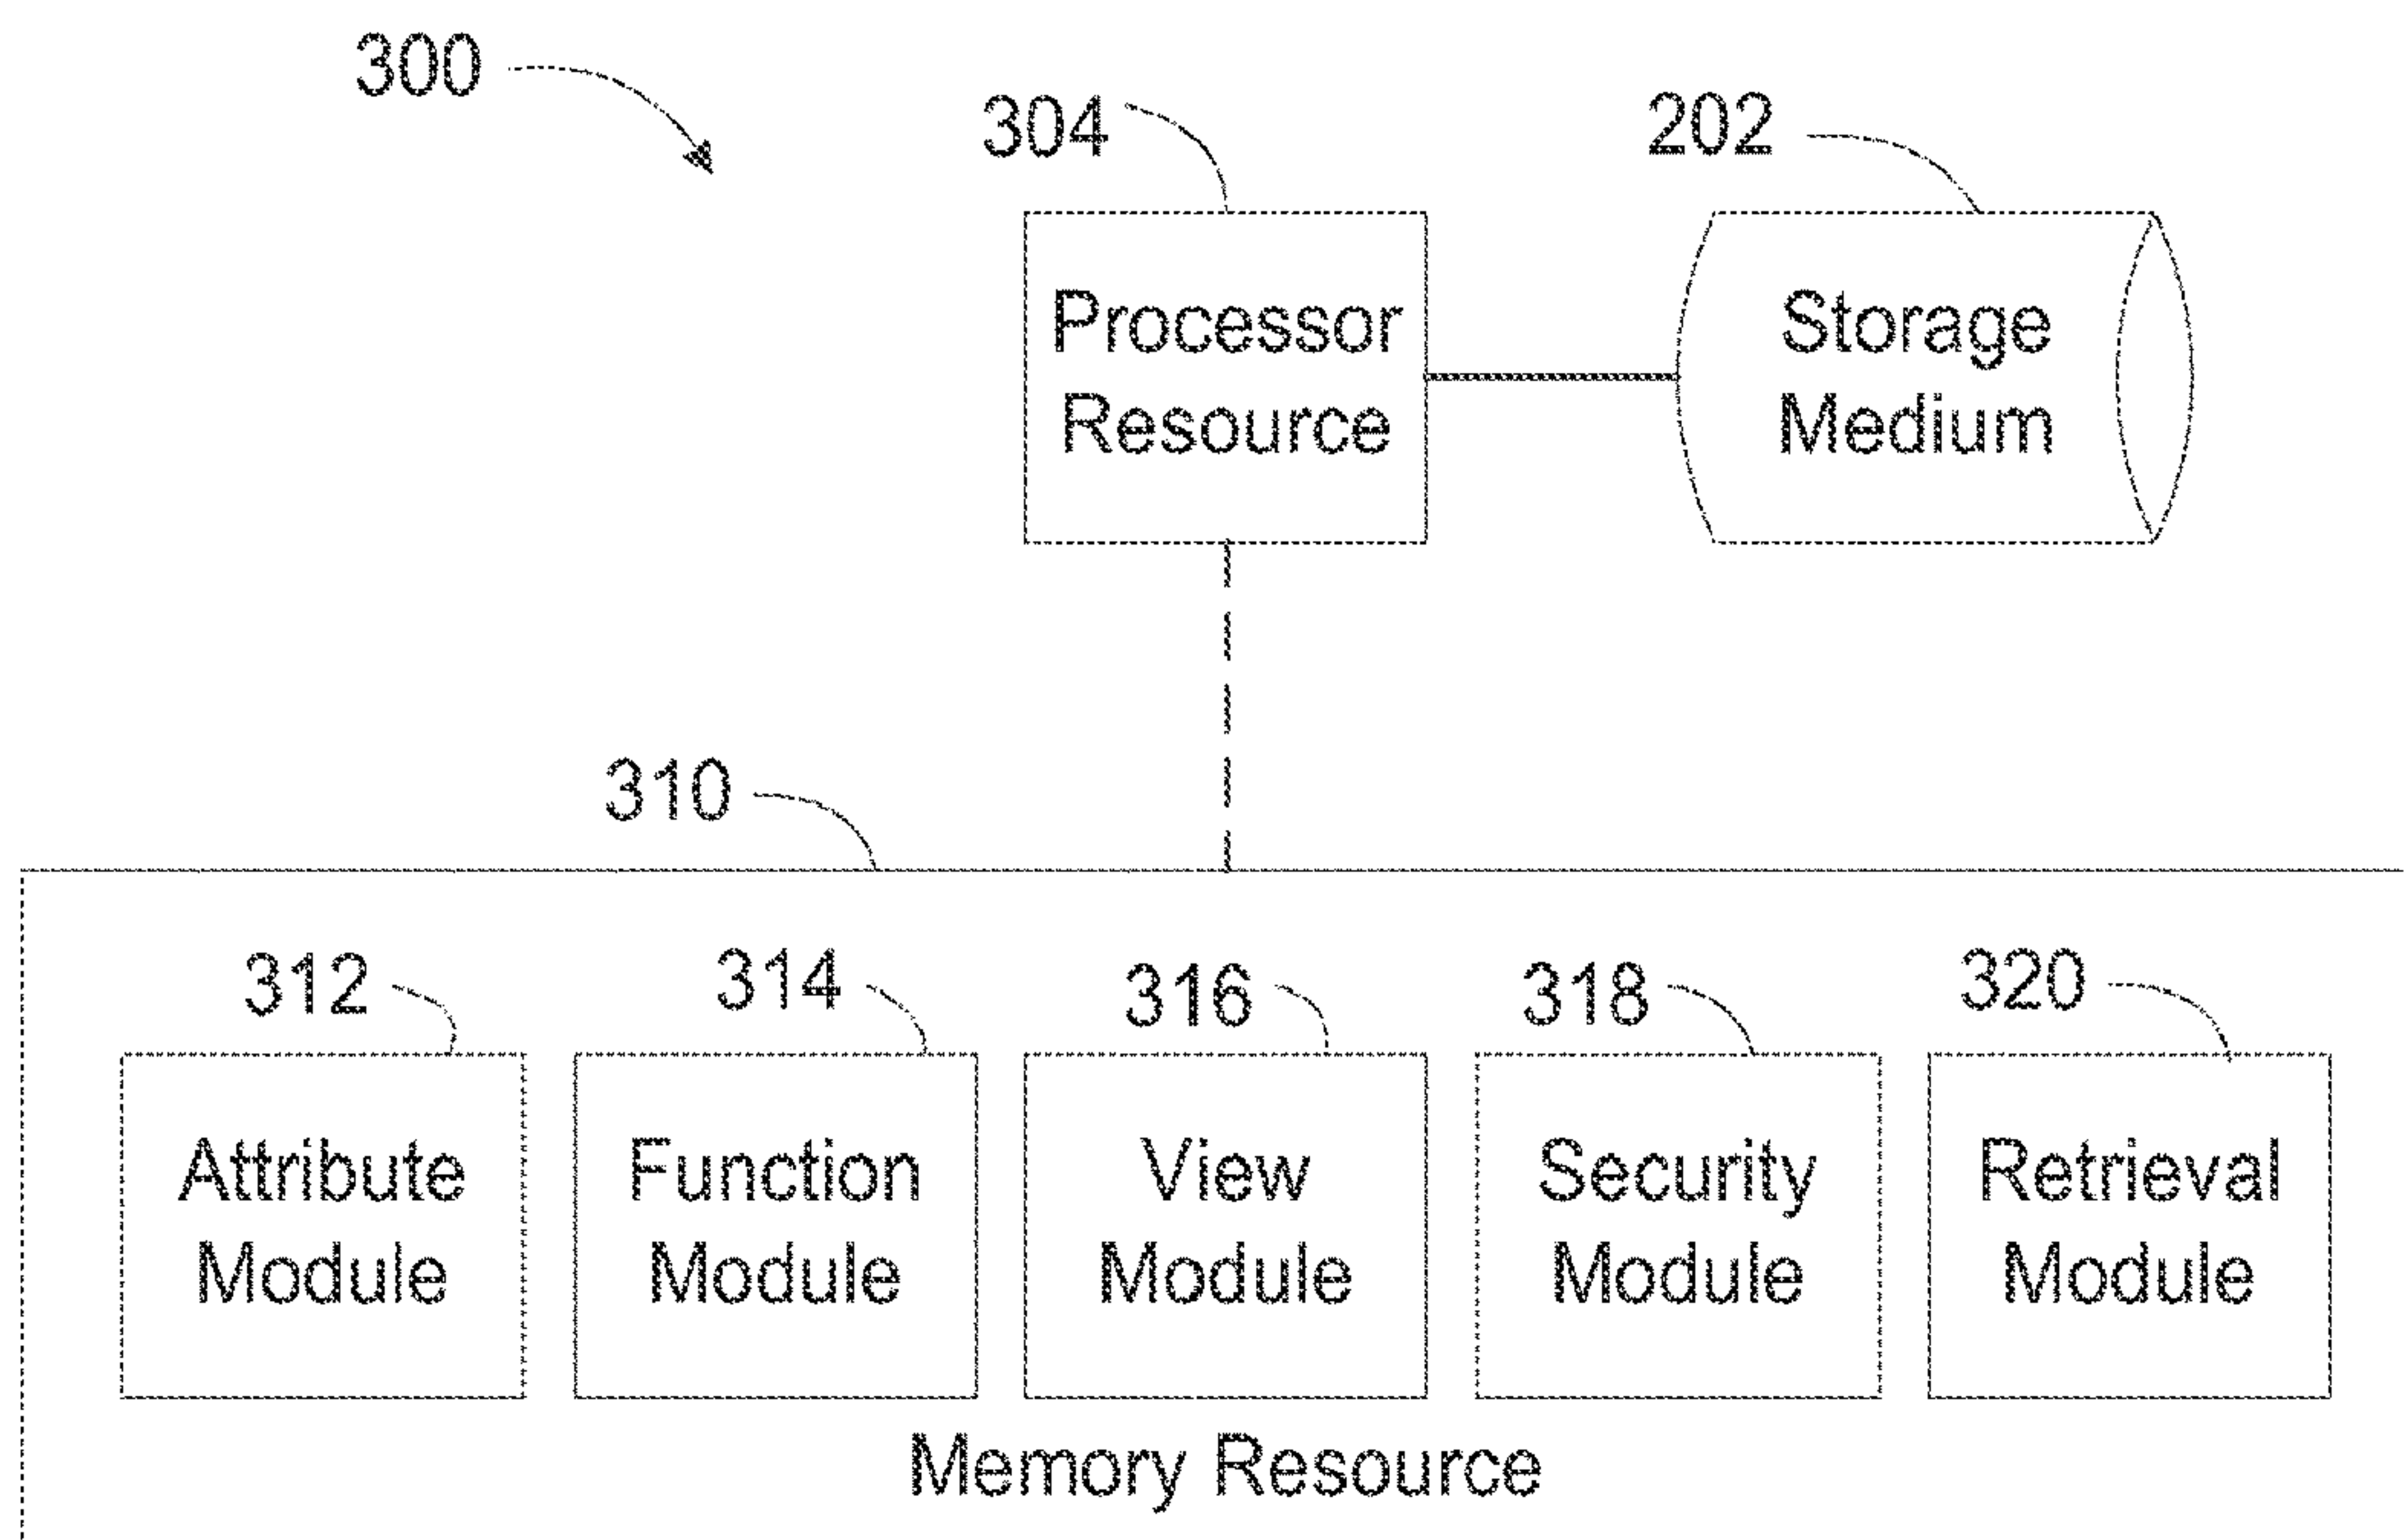 300
304
202
Processor
Resource
Storage
Medium
310
312
314
316
318
320
Attribute
Module
Function
Module
View
Module
Security
Module
Retrieval
Module
Memory Resource